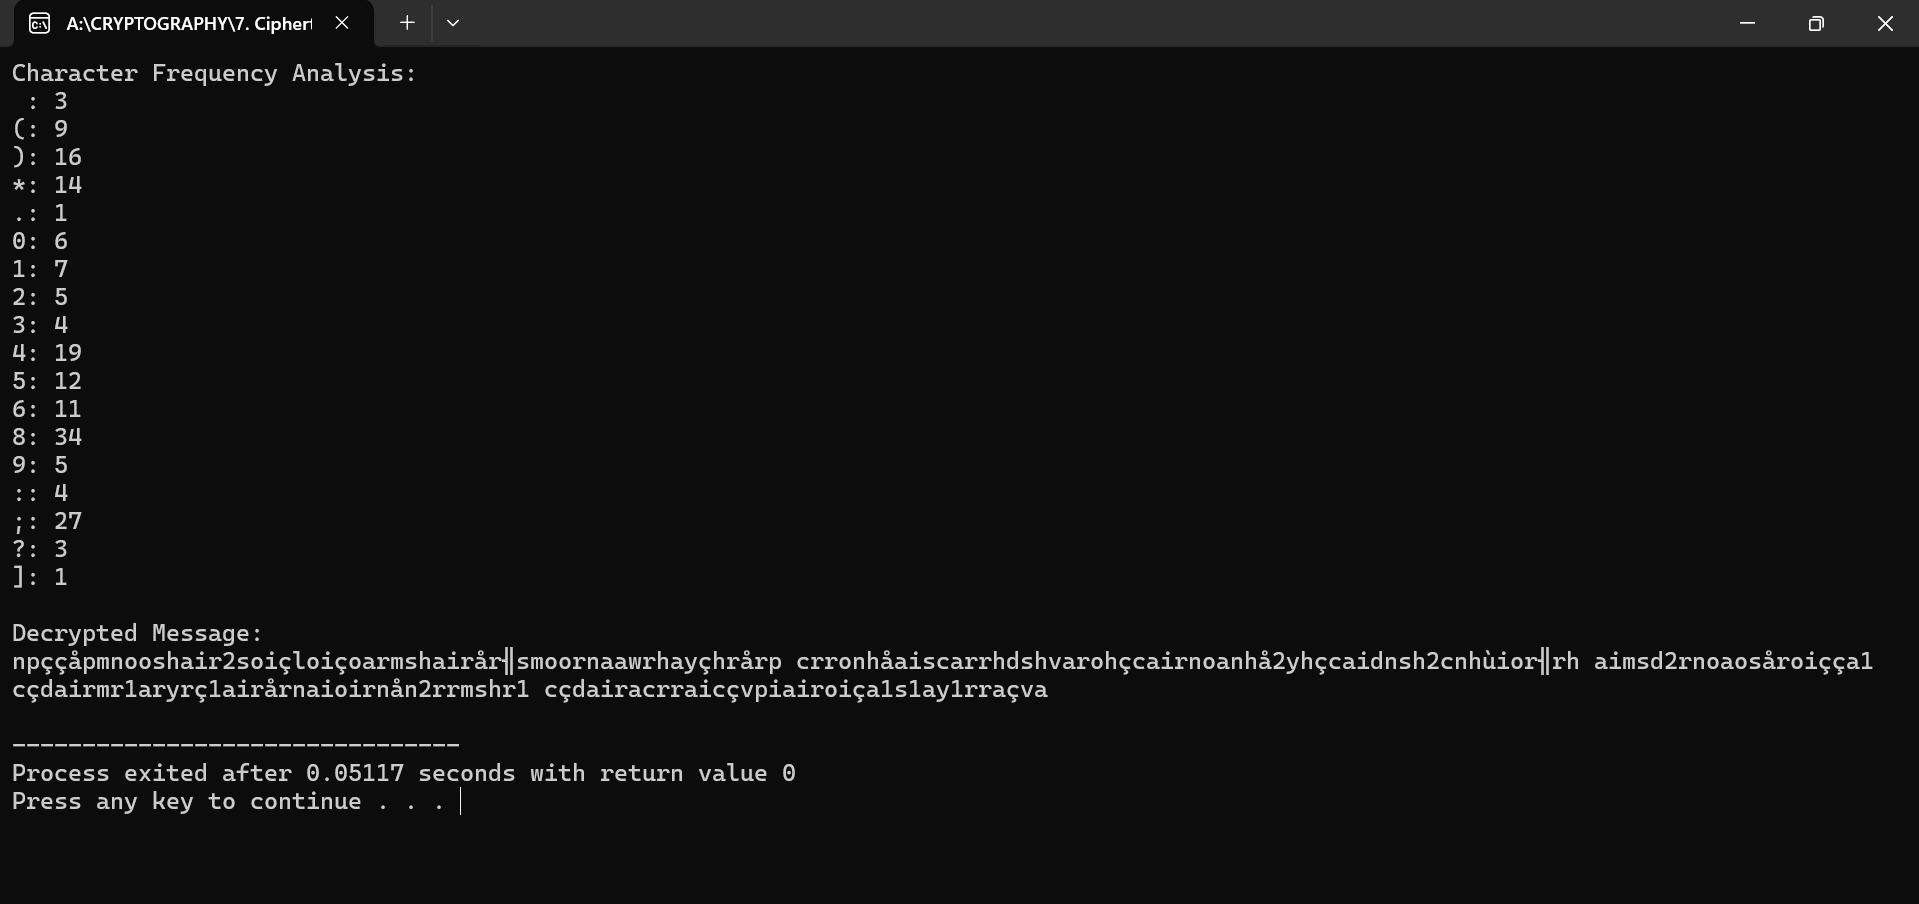 A:\CRYPTOGRAPHY\7. Cipher
Character Frequency Analysis:
 : 3
(: 9
): 16
*: 14
.: 1
0: 6
1: 7
2: 5
3: 4
4: 19
5: 12
6: 11
8: 34
9: 5
:: 4
;: 27
?: 3
]: 1
Decrypted Message:
npççåpmnooshair2soiçloiçoarmshairår╢smoornaawrhayçhrårp crronhåaiscarrhdshvarohçcairnoanhå2yhçcaidnsh2cnhùior╢rh aimsd2rnoaosåroiçça1
cçdairmr1aryrç1airårnaioirnån2rrmshr1 cçdairacrraicçvpiairoiça1s1ay1rraçva
--------------------------------
Process exited after 0.05117 seconds with return value 0
Press any key to continue . . .